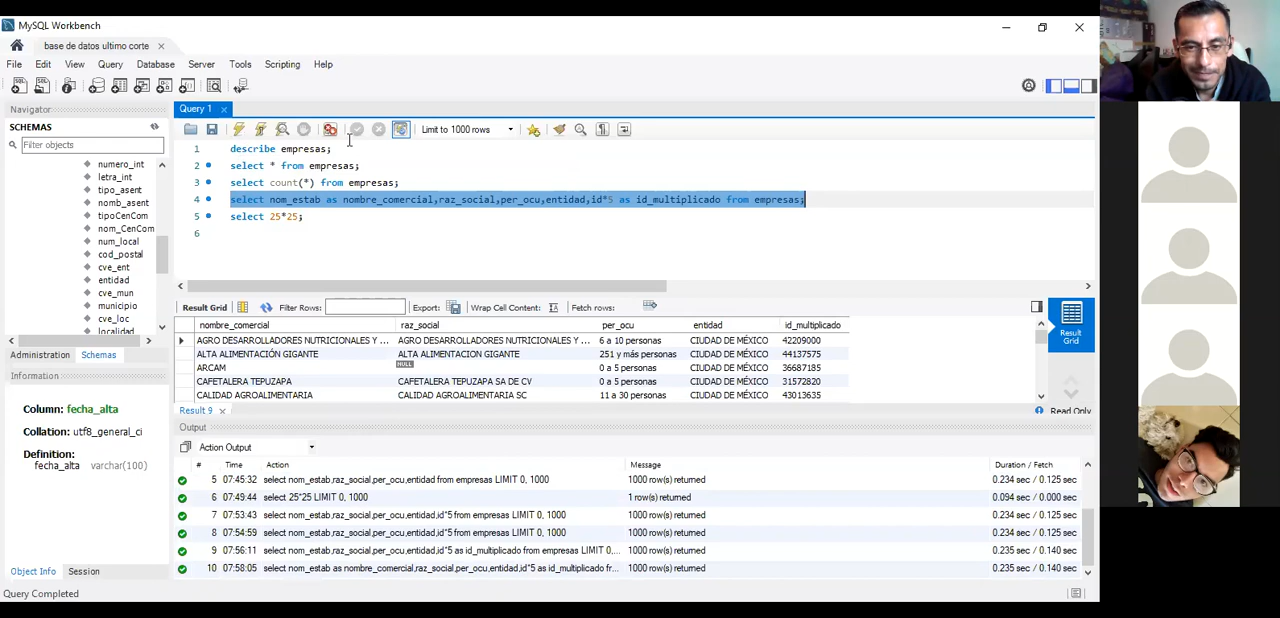 MySQL Workbench
base de datos ultimo corte
File Edit View Query Database Server Tools Scripting Help
Navigator
Query 1
SCHEMAS
Limit to 1000 rows
Filter objects
1 describe empresas;
2 select * from empresas;
3 select count(*) from empresas;
4 select nom_estab as nombre_comercial,raz_social,per_ocu,entidad,id*5 as id_multiplicado from empresas;
5 select 25*25;
6
numero_int
letra_int
tipo_asent
nomb_asent
tipoCenCom
nom_CenCom
num_local
cod_postal
cve_ent
entidad
cve_mun
municipio
cve_loc
localidad
Administration Schemas
Information
Column: fecha_alta
Collation: utf8_general_ci
Definition:
fecha_alta varchar(100)
Object Info Session
Result Grid Filter Rows: Export: Wrap Cell Content: Fetch rows:
nombre_comercial raz_social per_ocu entidad id_multiplicado
AGRO DESARROLLADORES NUTRICIONALES Y ... AGRO DESARROLLADORES NUTRICIONALES Y ... 6 a 10 personas CIUDAD DE MÉXICO 42209000
ALTA ALIMENTACIÓN GIGANTE ALTA ALIMENTACION GIGANTE 251 y más personas CIUDAD DE MÉXICO 44137575
ARCAM NULL 0 a 5 personas CIUDAD DE MÉXICO 36687185
CAFETALERA TEPUZAPA CAFETALERA TEPUZAPA SA DE CV 0 a 5 personas CIUDAD DE MÉXICO 31572820
CALIDAD AGROALIMENTARIA CALIDAD AGROALIMENTARIA SC 11 a 30 personas CIUDAD DE MÉXICO 43013635
Result Grid
Result 9 Read Only
Output
Action Output
# Time Action Message Duration / Fetch
5 07:45:32 select nom_estab,raz_social,per_ocu,entidad from empresas LIMIT 0, 1000 1000 row(s) returned 0.234 sec / 0.125 sec
6 07:49:44 select 25*25 LIMIT 0, 1000 1 row(s) returned 0.094 sec / 0.000 sec
7 07:53:43 select nom_estab,raz_social,per_ocu,entidad,id*5 from empresas LIMIT 0, 1000 1000 row(s) returned 0.234 sec / 0.125 sec
8 07:54:59 select nom_estab,raz_social,per_ocu,entidad,id*5 from empresas LIMIT 0, 1000 1000 row(s) returned 0.234 sec / 0.125 sec
9 07:56:11 select nom_estab,raz_social,per_ocu,entidad,id*5 as id_multiplicado from empresas LIMIT 0,... 1000 row(s) returned 0.235 sec / 0.140 sec
10 07:58:05 select nom_estab as nombre_comercial,raz_social,per_ocu,entidad,id*5 as id_multiplicado fr... 1000 row(s) returned 0.235 sec / 0.140 sec
Query Completed